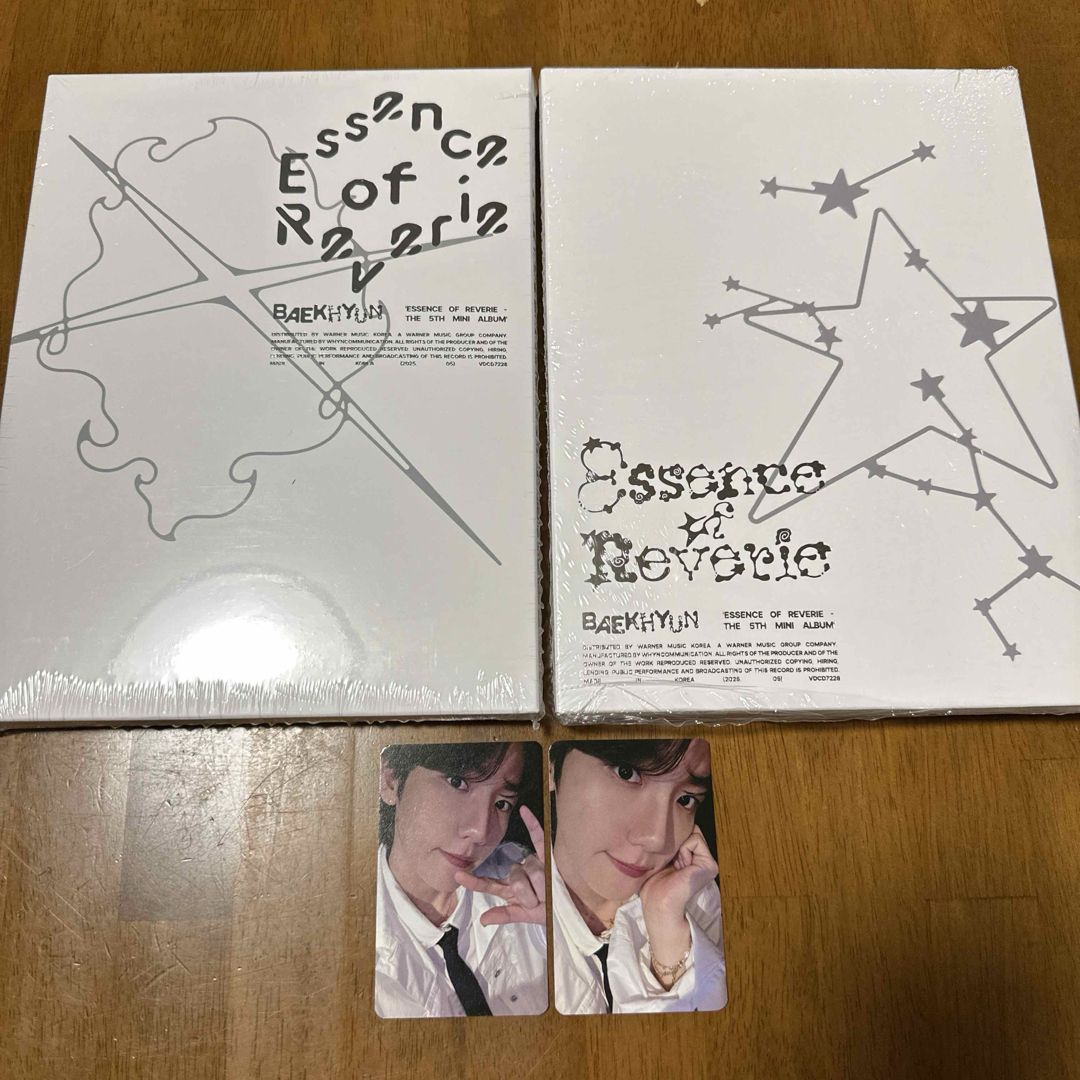 Essence
of
Reverie
BAEKHYUN
'ESSENCE OF REVERIE -
THE 5TH MINI ALBUM'
DISTRIBUTED BY WARNER MUSIC KOREA. A WARNER MUSIC GROUP COMPANY.
MANUFACTURED BY WHYNCOMMUNICATION. ALL RIGHTS OF THE PRODUCER AND OF THE
OWNER OF THE WORK REPRODUCED RESERVED. UNAUTHORIZED COPYING, HIRING,
LENDING, PUBLIC PERFORMANCE AND BROADCASTING OF THIS RECORD IS PROHIBITED.
MADE IN KOREA (2025. 05) VDCD7228
Essence
of
Reverie
BAEKHYUN
'ESSENCE OF REVERIE -
THE 5TH MINI ALBUM'
DISTRIBUTED BY WARNER MUSIC KOREA. A WARNER MUSIC GROUP COMPANY.
MANUFACTURED BY WHYNCOMMUNICATION. ALL RIGHTS OF THE PRODUCER AND OF THE
OWNER OF THE WORK REPRODUCED RESERVED. UNAUTHORIZED COPYING, HIRING,
LENDING, PUBLIC PERFORMANCE AND BROADCASTING OF THIS RECORD IS PROHIBITED.
MADE IN KOREA (2025. 05) VDCD7228